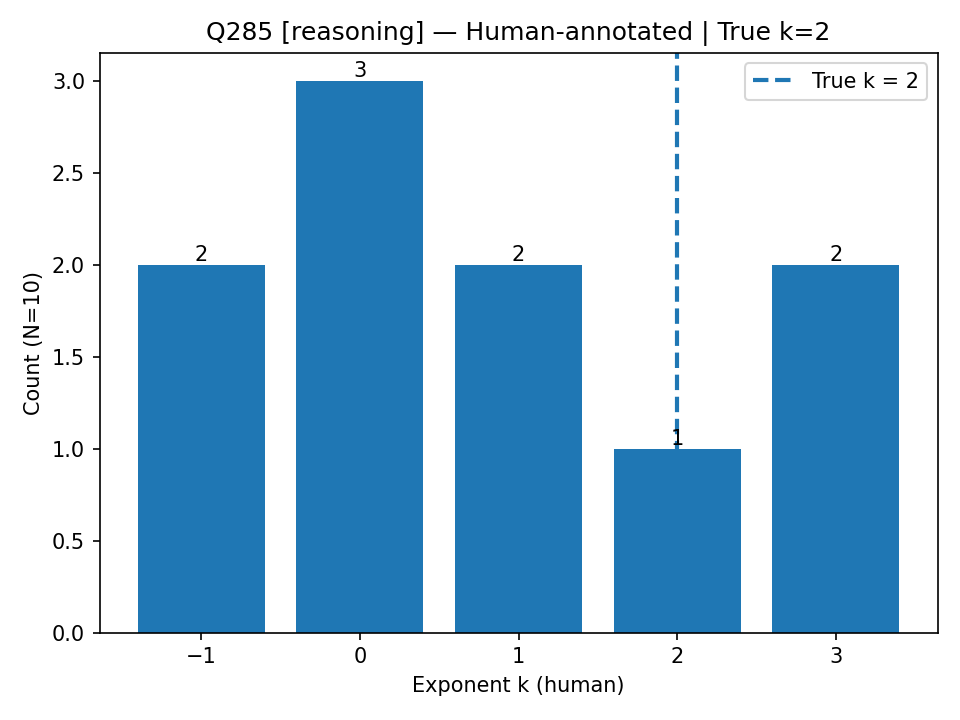 Q285 [reasoning] — Human-annotated | True k=2
True k = 2
3
2
2
1
2
3.0
2.5
2.0
1.5
1.0
0.5
0.0
Count (N=10)
−1 0 1 2 3
Exponent k (human)